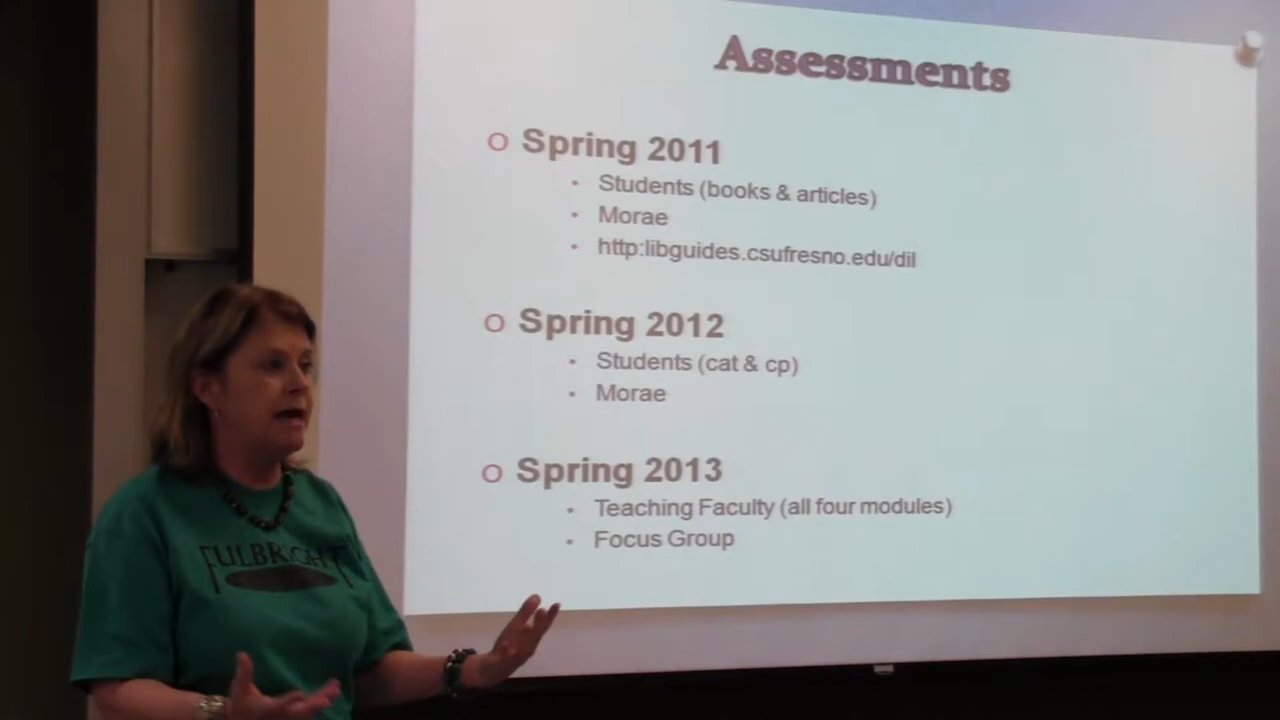 Assessments
o Spring 2011
• Students (books & articles)
• Morae
• http:libguides.csufresno.edu/dil
o Spring 2012
• Students (cat & cp)
• Morae
o Spring 2013
• Teaching Faculty (all four modules)
• Focus Group
FULBRIGHT